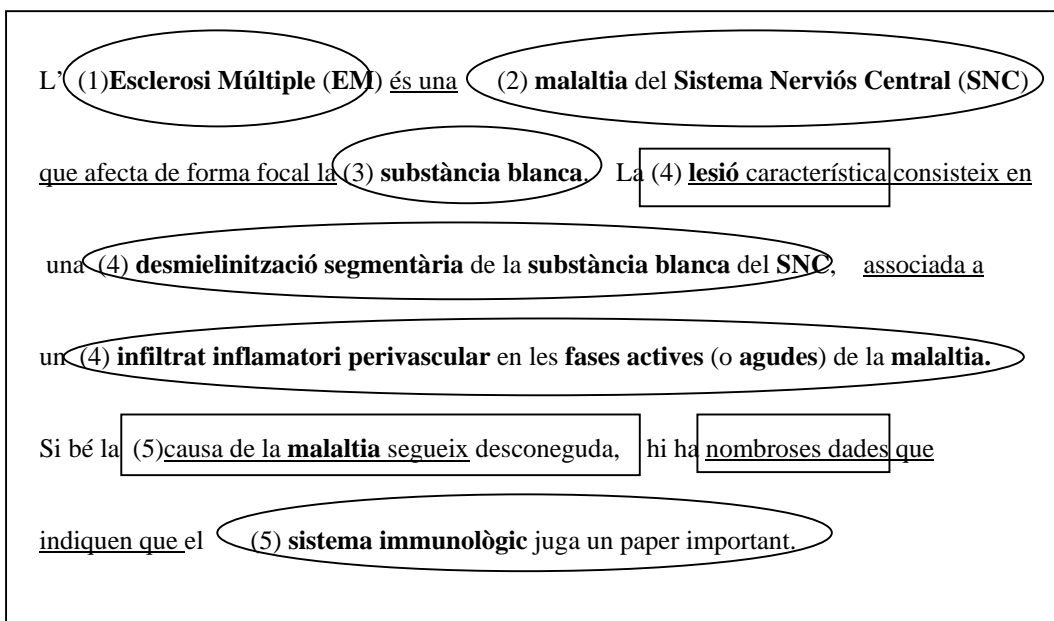 L' (1)Esclerosi Múltiple (EM) és una (2) malaltia del Sistema Nerviós Central (SNC)
que afecta de forma focal la (3) substància blanca. La (4) lesió característica consisteix en
una (4) desmielinització segmentària de la substància blanca del SNC, associada a
un (4) infiltrat inflamatori perivascular en les fases actives (o agudes) de la malaltia.
Si bé la (5)causa de la malaltia segueix desconeguda, hi ha nombroses dades que
indiquen que el (5) sistema immunològic juga un paper important.